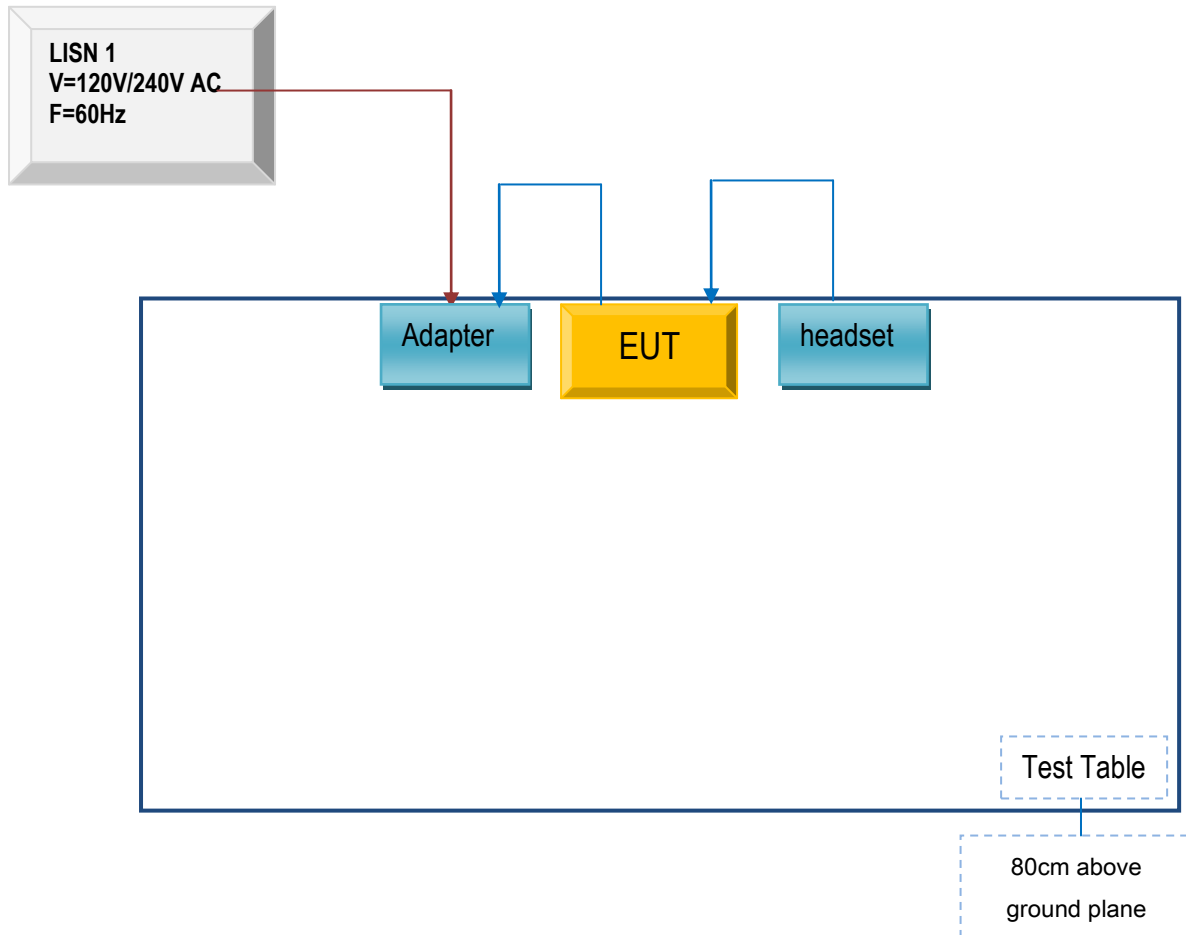 LISN 1
V=120V/240V AC
F=60Hz
Adapter
EUT
headset
Test Table
80cm above
ground plane